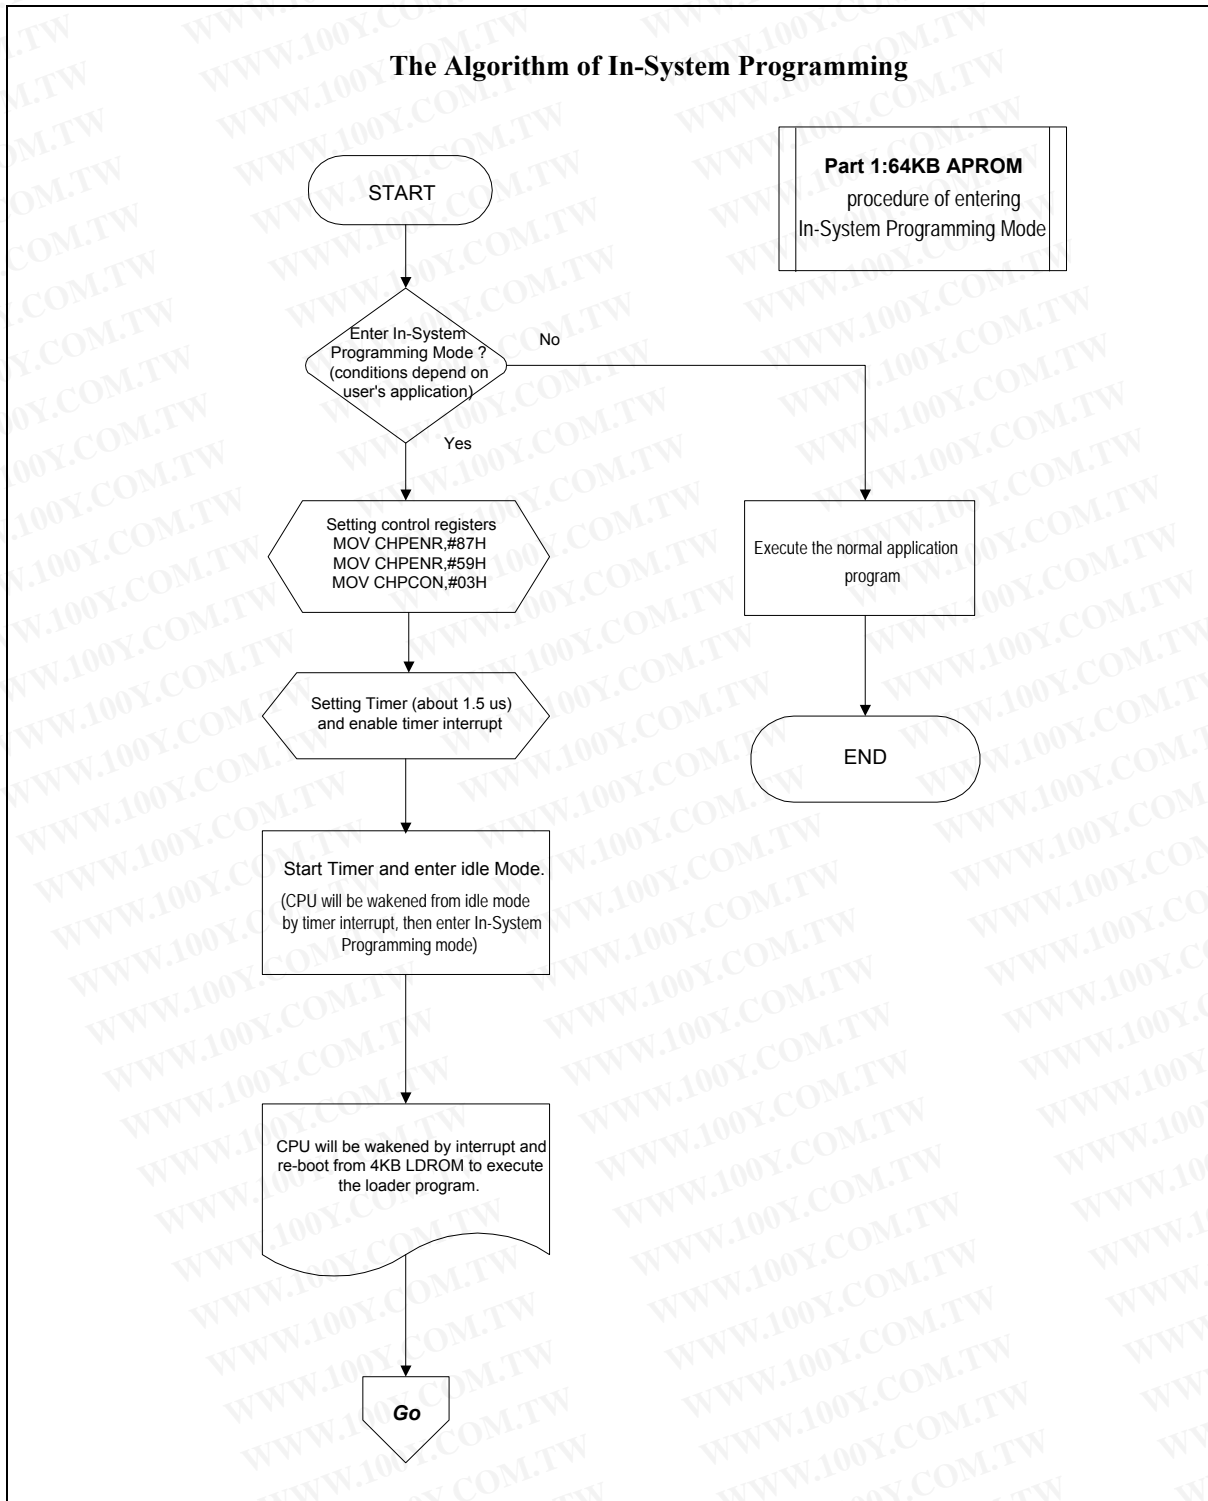 The Algorithm of In-System Programming
Part 1:64KB APROM
procedure of entering
In-System Programming Mode
START
Enter In-System
Programming Mode ?
(conditions depend on
user's application)
No
Yes
Setting control registers
MOV CHPENR,#87H
MOV CHPENR,#59H
MOV CHPCON,#03H
Execute the normal application
program
Setting Timer (about 1.5 us)
and enable timer interrupt
END
Start Timer and enter idle Mode.
(CPU will be wakened from idle mode
by timer interrupt, then enter In-System
Programming mode)
CPU will be wakened by interrupt and
re-boot from 4KB LDROM to execute
the loader program.
Go
WWW.100Y.COM.TW